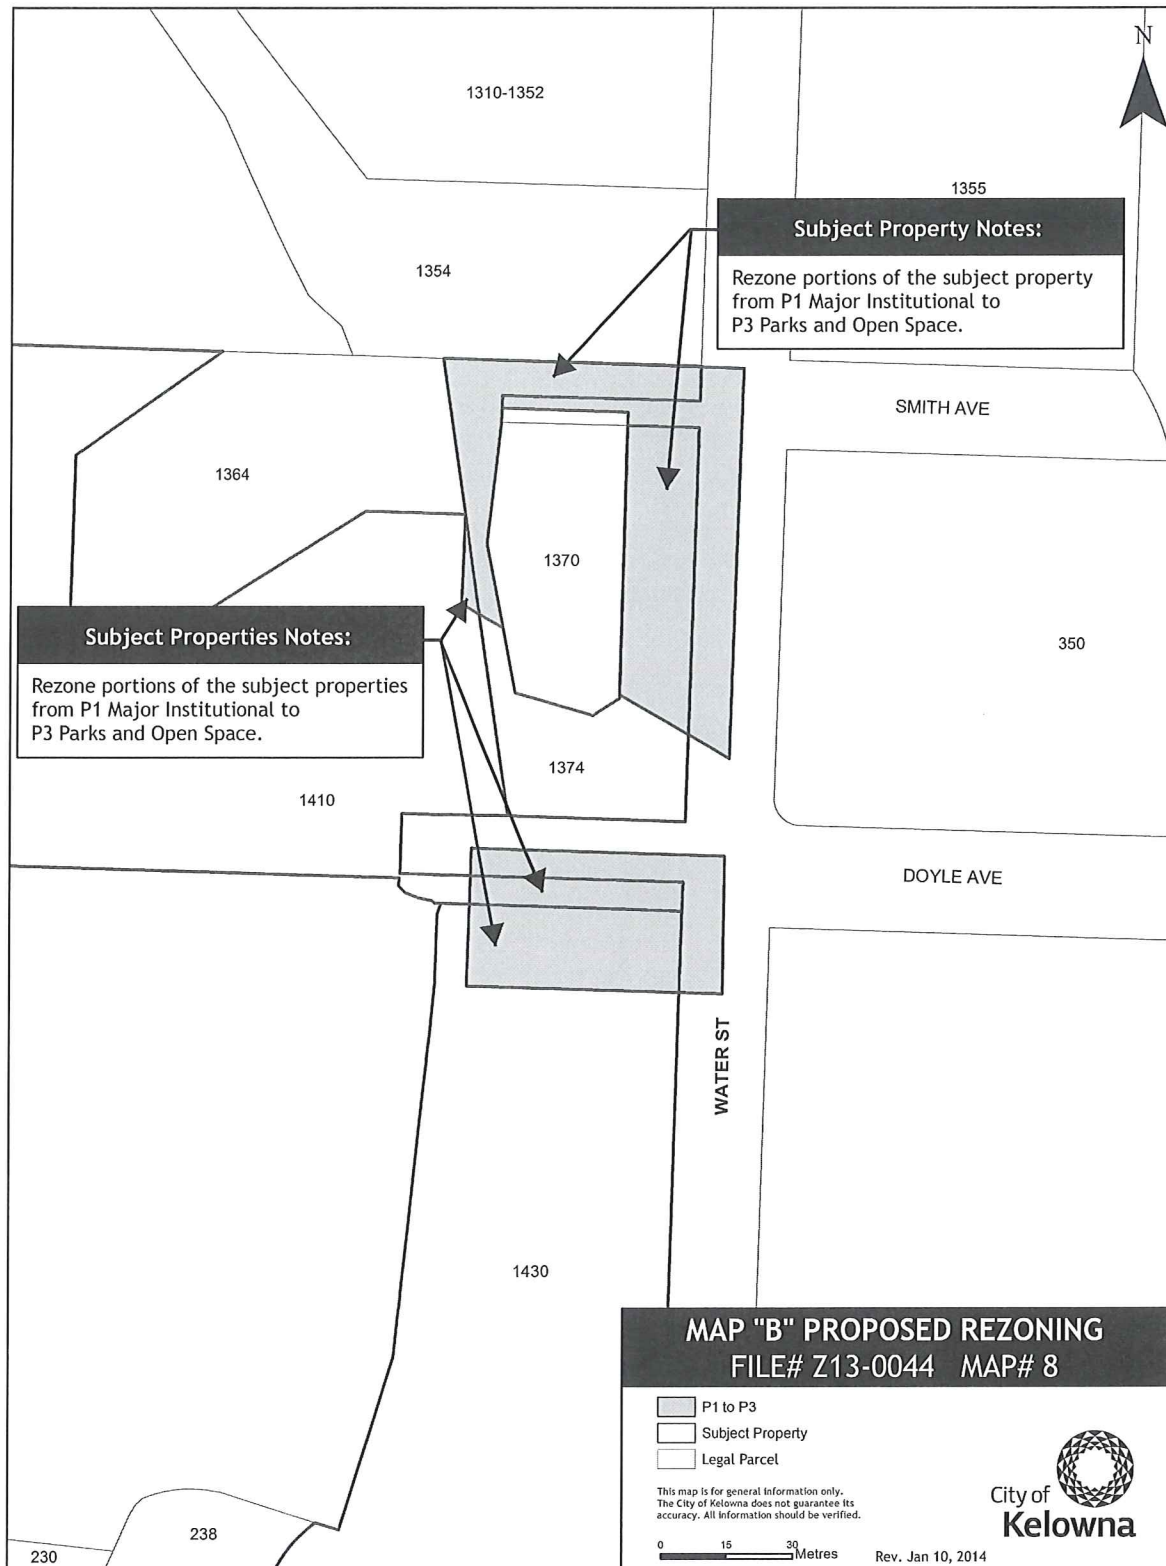 N
1310-1352
1355
Subject Property Notes:
Rezone portions of the subject property
from P1 Major Institutional to
P3 Parks and Open Space.
1354
SMITH AVE
1364
1370
Subject Properties Notes:
Rezone portions of the subject properties
from P1 Major Institutional to
P3 Parks and Open Space.
350
1374
1410
DOYLE AVE
WATER ST
1430
MAP "B" PROPOSED REZONING
FILE# Z13-0044 MAP# 8
P1 to P3
Subject Property
Legal Parcel
This map is for general information only.
The City of Kelowna does not guarantee its
accuracy. All information should be verified.
City of
Kelowna
0 15 30 Metres
Rev. Jan 10, 2014
238
230